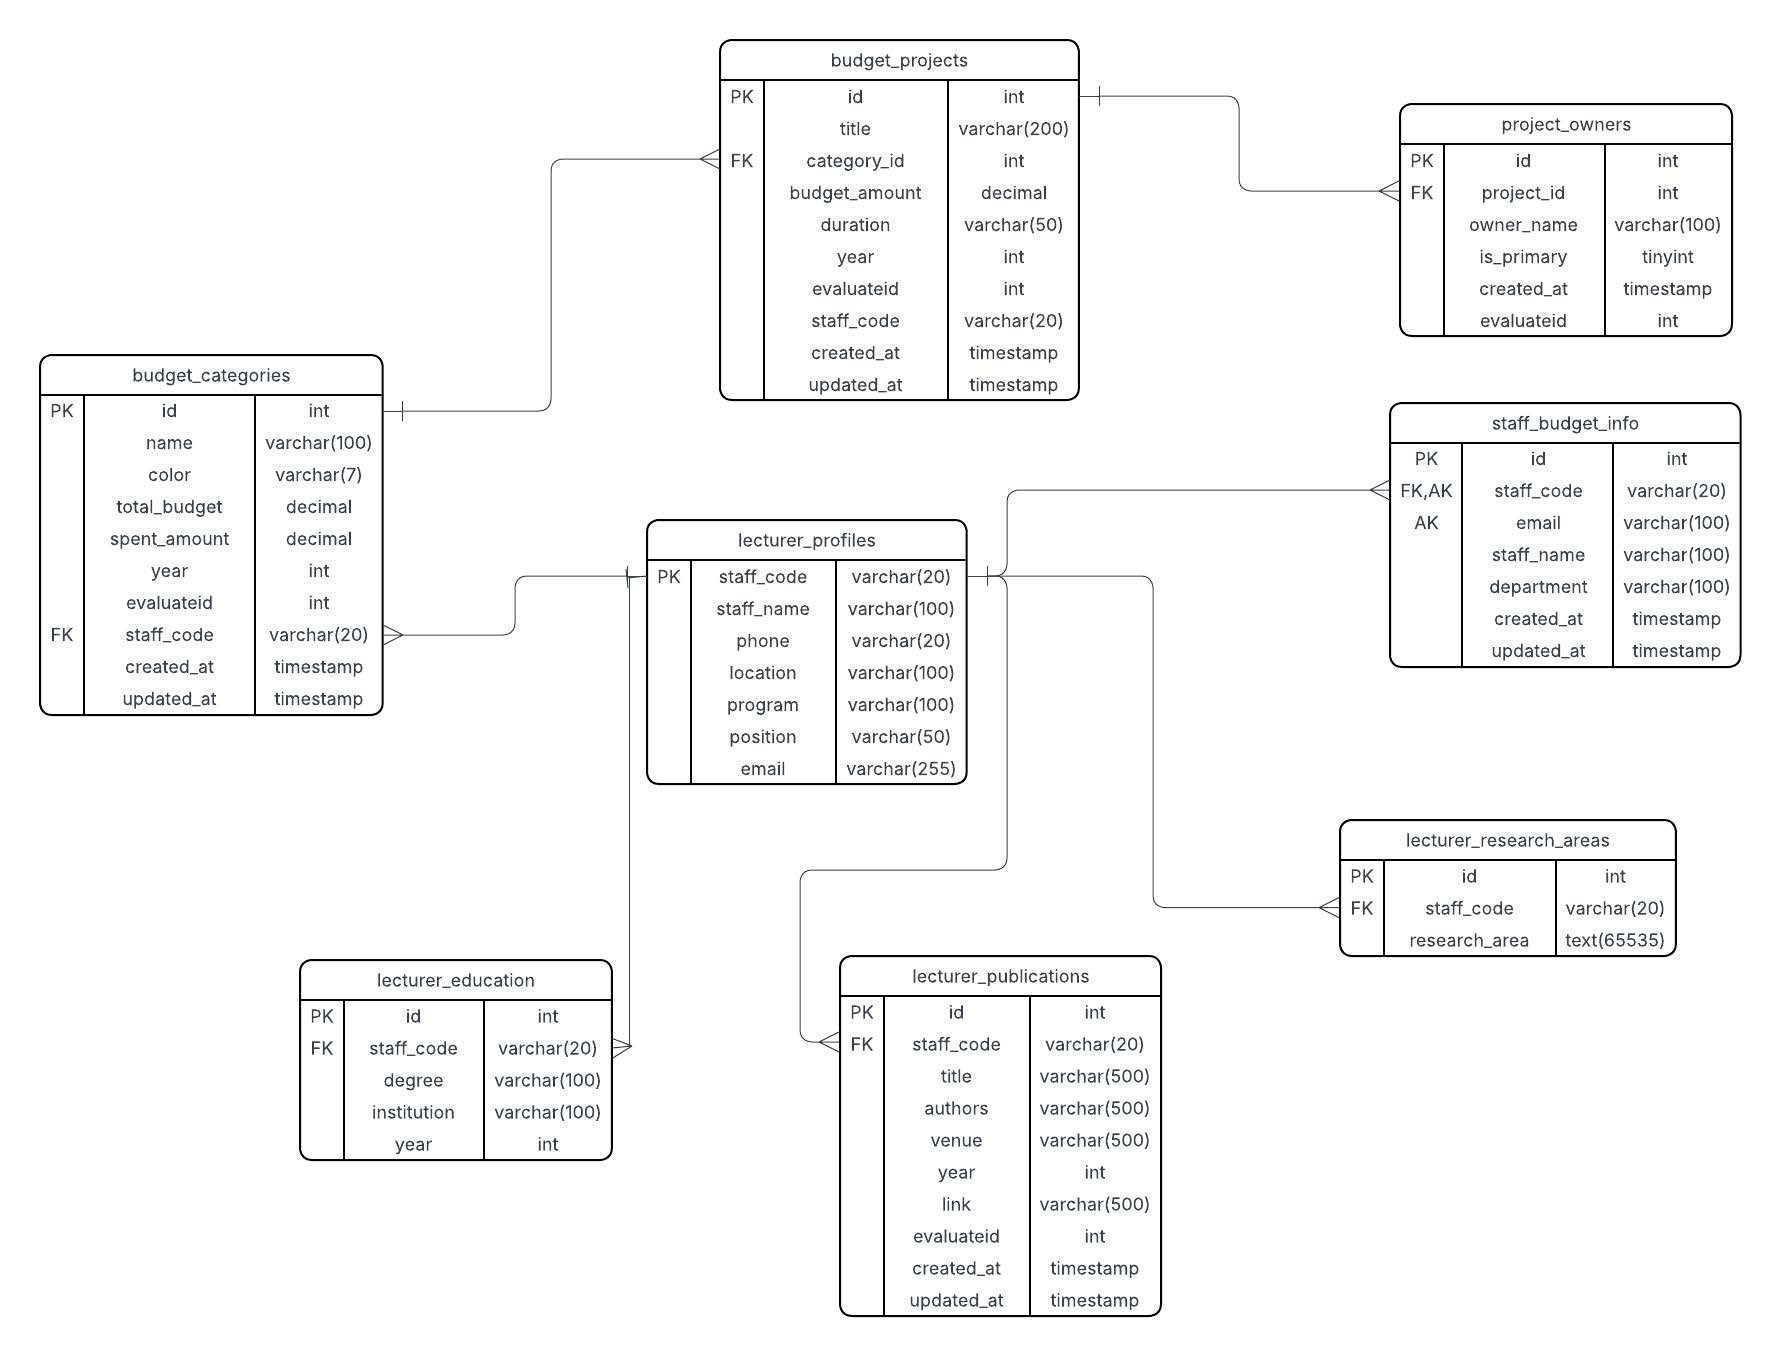 budget_projects
PK id int
title varchar(200)
FK category_id int
budget_amount decimal
duration varchar(50)
year int
evaluateid int
staff_code varchar(20)
created_at timestamp
updated_at timestamp
project_owners
PK id int
FK project_id int
owner_name varchar(100)
is_primary tinyint
created_at timestamp
evaluateid int
budget_categories
PK id int
name varchar(100)
color varchar(7)
total_budget decimal
spent_amount decimal
year int
evaluateid int
FK staff_code varchar(20)
created_at timestamp
updated_at timestamp
staff_budget_info
PK id int
FK,AK staff_code varchar(20)
AK email varchar(100)
staff_name varchar(100)
department varchar(100)
created_at timestamp
updated_at timestamp
lecturer_profiles
PK staff_code varchar(20)
staff_name varchar(100)
phone varchar(20)
location varchar(100)
program varchar(100)
position varchar(50)
email varchar(255)
lecturer_research_areas
PK id int
FK staff_code varchar(20)
research_area text(65535)
lecturer_education
PK id int
FK staff_code varchar(20)
degree varchar(100)
institution varchar(100)
year int
lecturer_publications
PK id int
FK staff_code varchar(20)
title varchar(500)
authors varchar(500)
venue varchar(500)
year int
link varchar(500)
evaluateid int
created_at timestamp
updated_at timestamp